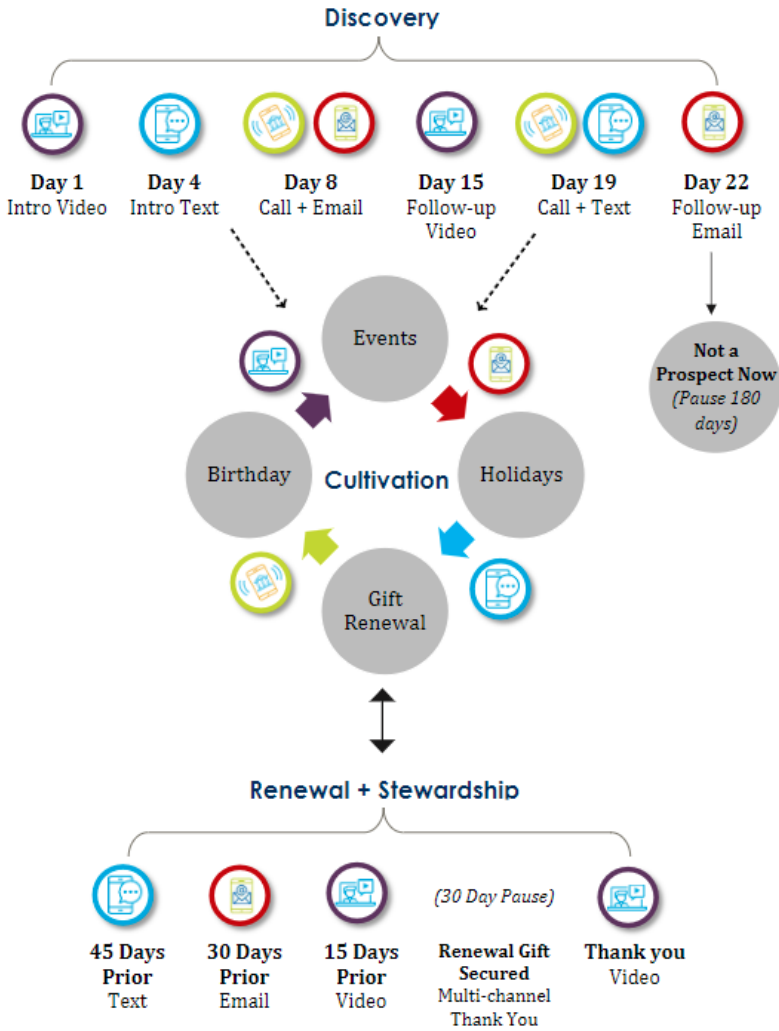 Discovery
Day 1
Intro Video
Day 4
Intro Text
Day 8
Call + Email
Day 15
Follow-up
Video
Day 19
Call + Text
Day 22
Follow-up
Email
Events
Not a
Prospect Now
(Pause 180
days)
Birthday
Cultivation
Holidays
Gift
Renewal
Renewal + Stewardship
45 Days
Prior
Text
30 Days
Prior
Email
15 Days
Prior
Video
(30 Day Pause)
Renewal Gift
Secured
Multi-channel
Thank You
Thank you
Video